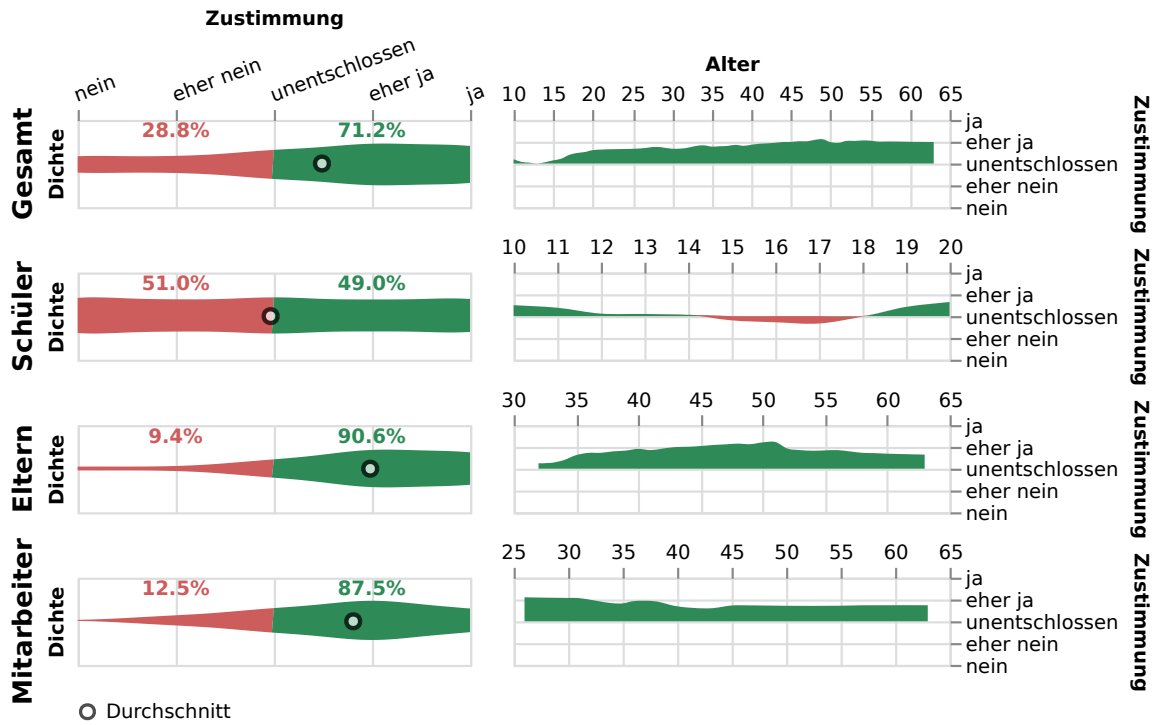 Zustimmung
nein eher nein unentschlossen eher ja ja
Alter
10 15 20 25 30 35 40 45 50 55 60 65
Gesamt
Dichte
28.8% 71.2%
ja
eher ja
unentschlossen
eher nein
nein
Zustimmung
10 11 12 13 14 15 16 17 18 19 20
Schüler
Dichte
51.0% 49.0%
ja
eher ja
unentschlossen
eher nein
nein
Zustimmung
30 35 40 45 50 55 60 65
Eltern
Dichte
9.4% 90.6%
ja
eher ja
unentschlossen
eher nein
nein
Zustimmung
25 30 35 40 45 50 55 60 65
Mitarbeiter
Dichte
12.5% 87.5%
ja
eher ja
unentschlossen
eher nein
nein
Zustimmung
Durchschnitt